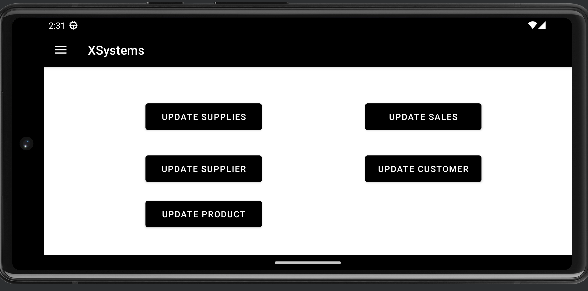 2:31
XSystems
UPDATE SUPPLIES
UPDATE SALES
UPDATE SUPPLIER
UPDATE CUSTOMER
UPDATE PRODUCT